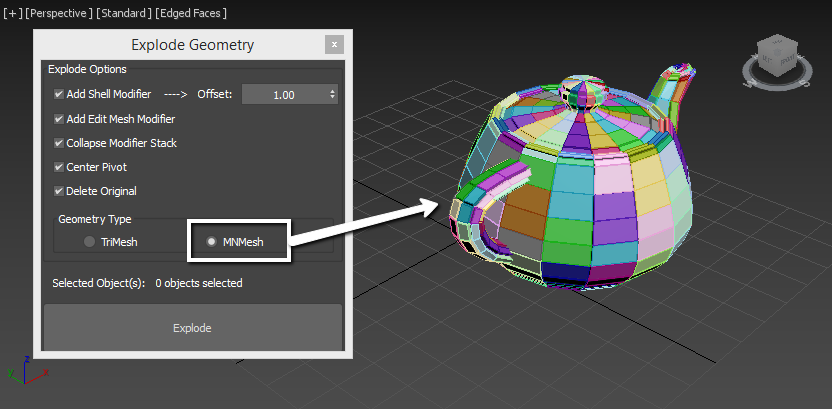 [+] [Perspective] [Standard] [Edged Faces]
Explode Geometry
x
Explode Options
Add Shell Modifier ----> Offset: 1.00
Add Edit Mesh Modifier
Collapse Modifier Stack
Center Pivot
Delete Original
Geometry Type
TriMesh MNMesh
Selected Object(s): 0 objects selected
Explode
W
S
z
y
x